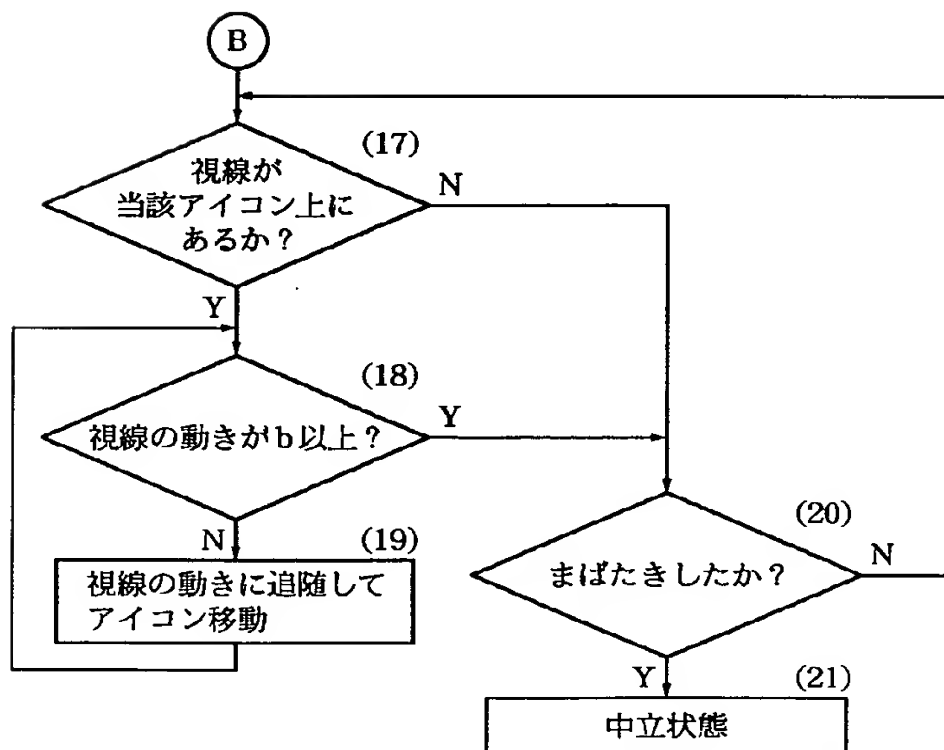 B
(17)
視線が
当該アイコン上に
あるか？
N
Y
(18)
視線の動きがb以上？
Y
N
(19)
視線の動きに追随して
アイコン移動
(20)
まばたきしたか？
N
Y
(21)
中立状態